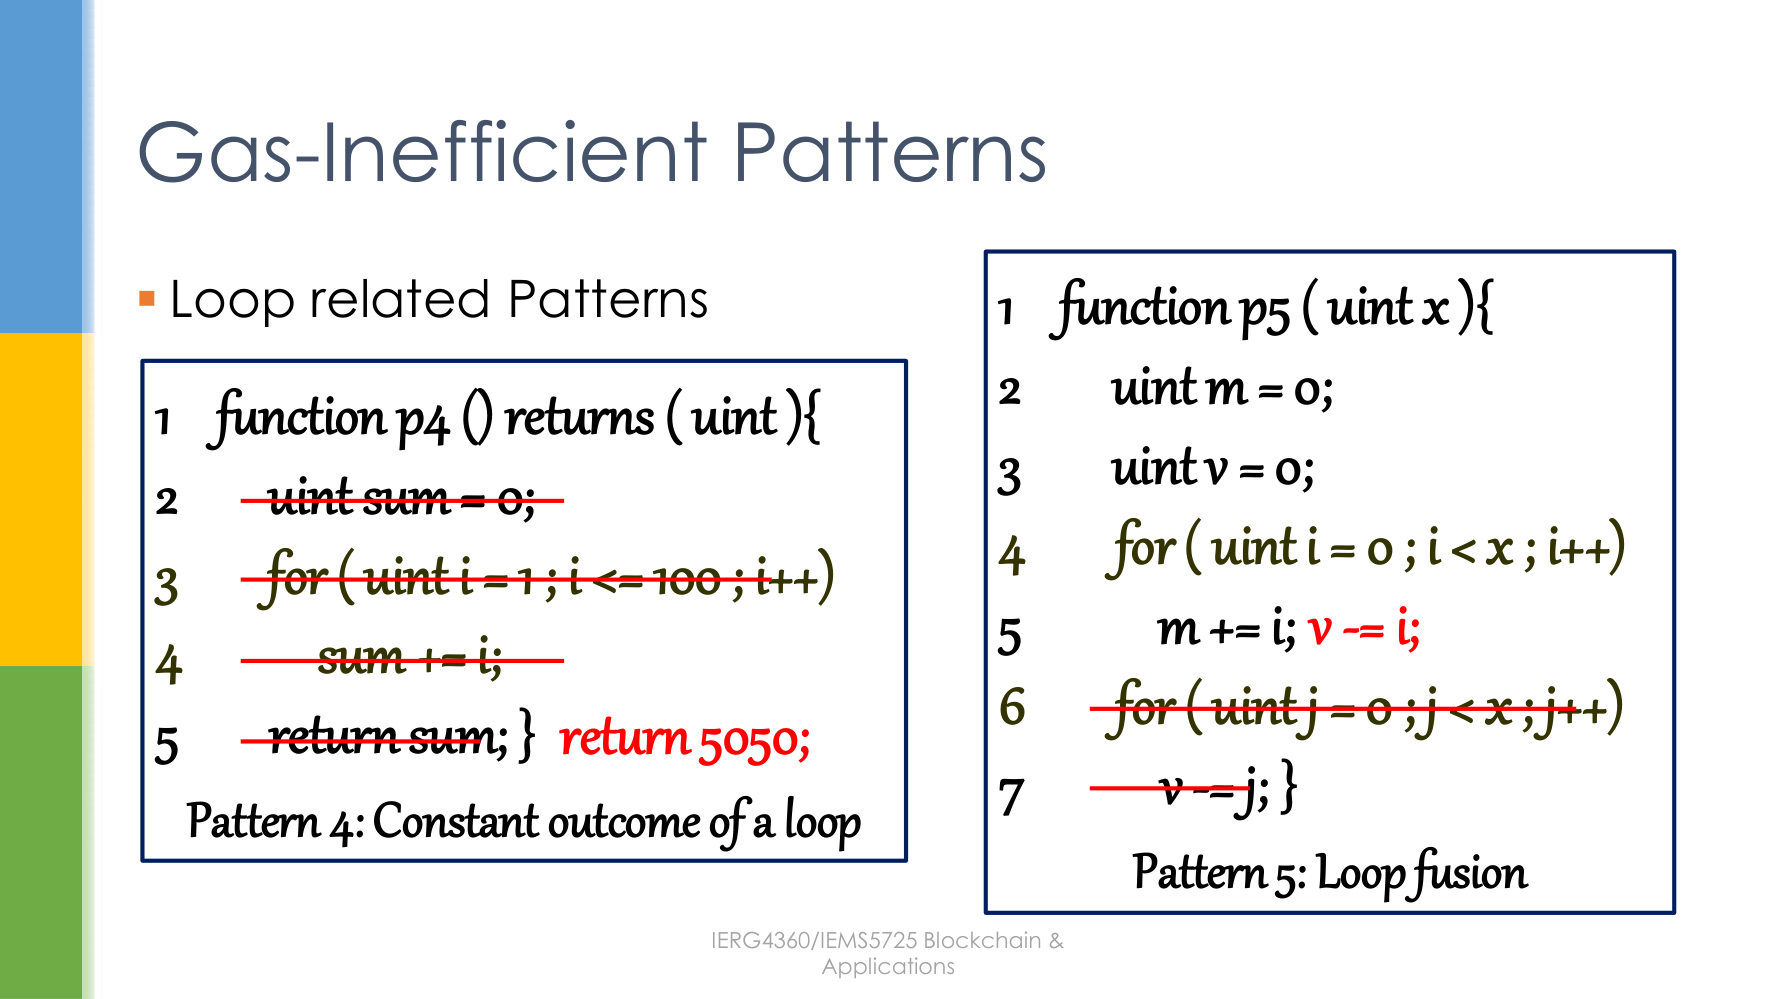 Gas-Inefficient Patterns
▪ Loop related Patterns
1 function p4 () returns ( uint ){
2 uint sum = 0;
3 for ( uint i = 1 ; i <= 100 ; i++)
4 sum += i;
5 return sum; } return 5050;
Pattern 4: Constant outcome of a loop
1 function p5 ( uint x ){
2 uint m = 0;
3 uint v = 0;
4 for ( uint i = 0 ; i < x ; i++)
5 m += i; v -= i;
6 for ( uint j = 0 ; j < x ; j++)
7 v -= j; }
Pattern 5: Loop fusion
IERG4360/IEMS5725 Blockchain &
Applications